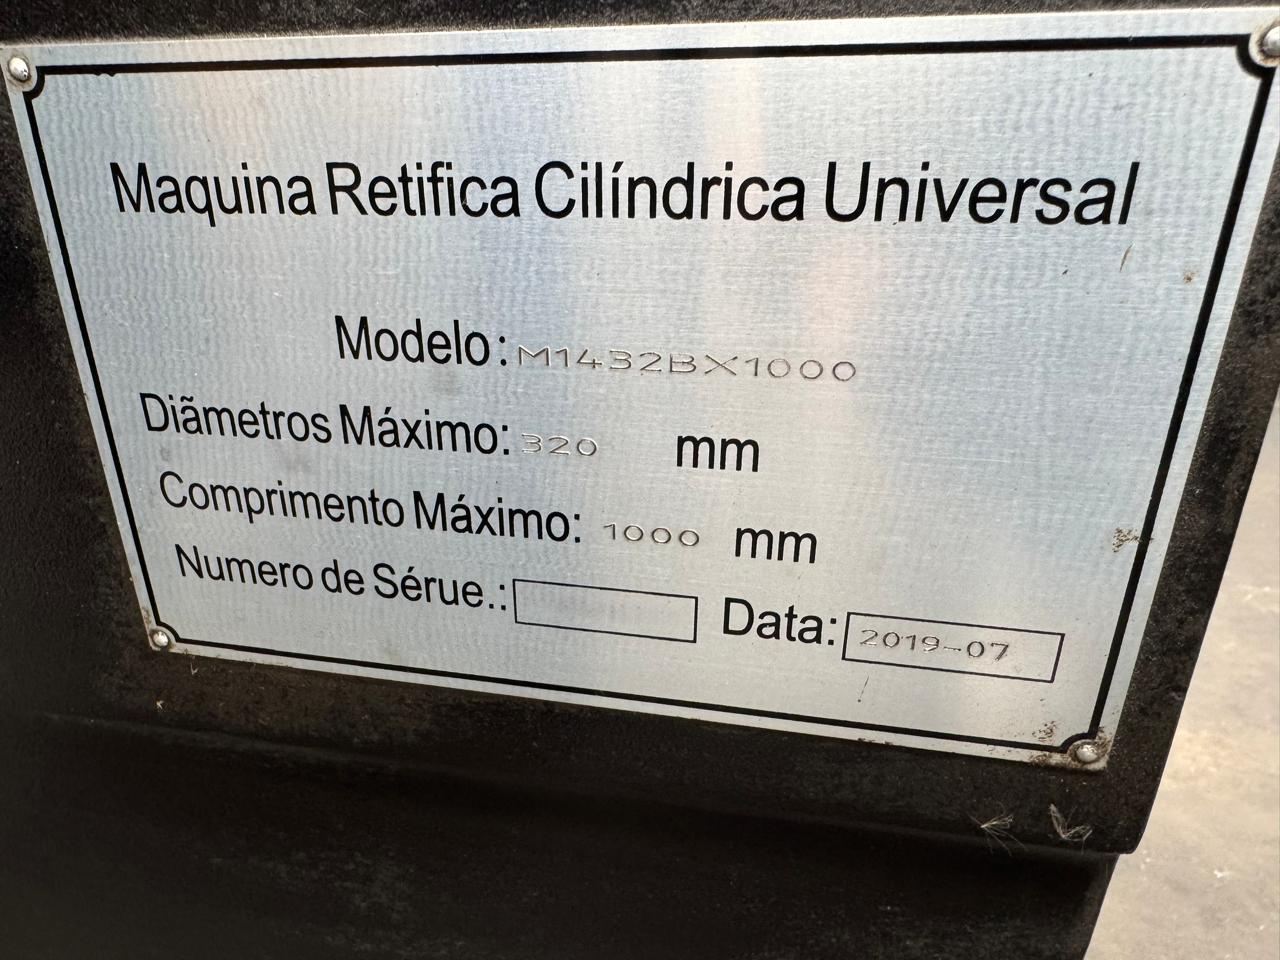 Maquina Retifica Cilíndrica Universal
Modelo: M1432BX1000
Diãmetros Máximo: 320 mm
Comprimento Máximo: 1000 mm
Numero de Sérue.: Data: 2019-07